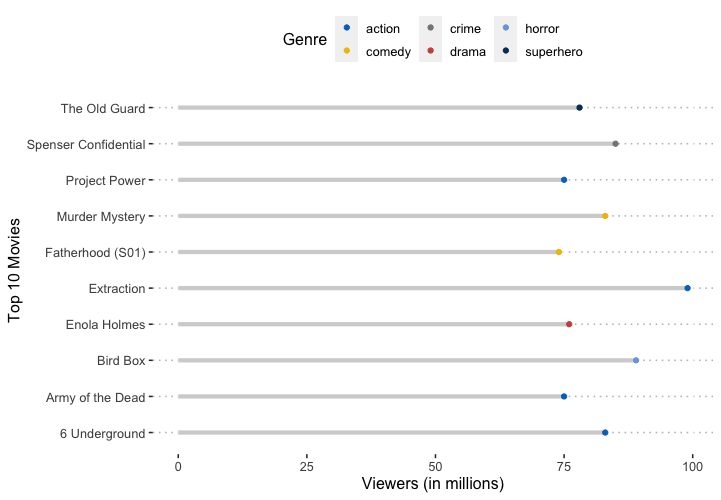 Genre
action crime horror
comedy drama superhero
The Old Guard
Spenser Confidential
Project Power
Murder Mystery
Fatherhood (S01)
Extraction
Enola Holmes
Bird Box
Army of the Dead
6 Underground
Top 10 Movies
0 25 50 75 100
Viewers (in millions)